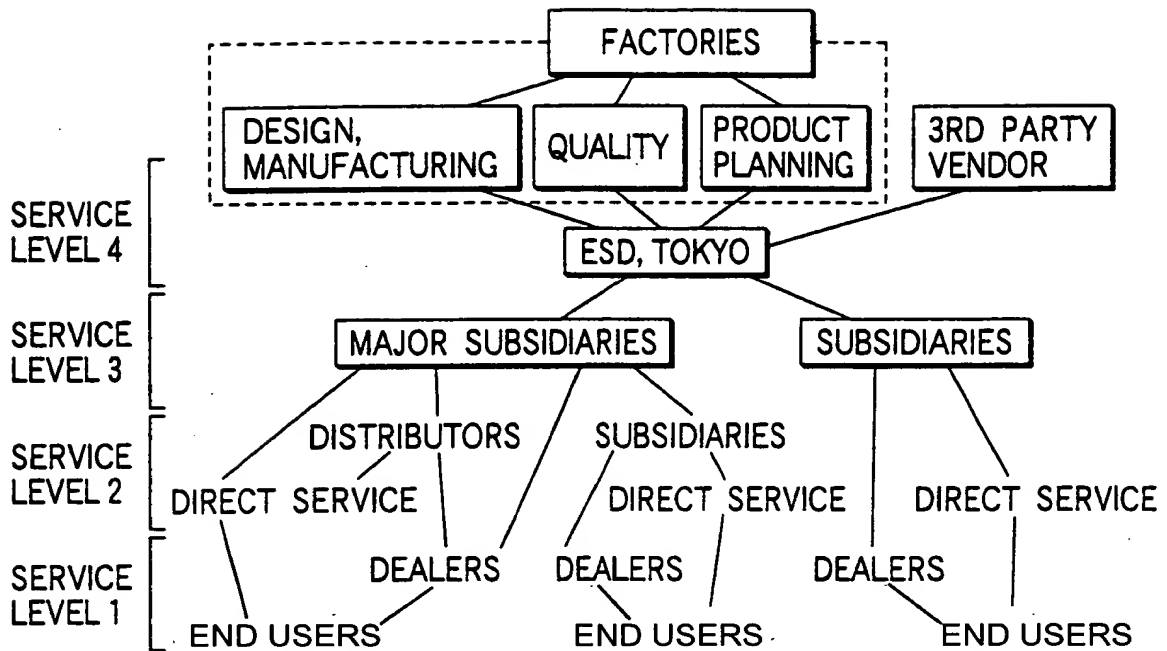 FACTORIES
DESIGN,
MANUFACTURING
QUALITY
PRODUCT
PLANNING
3RD PARTY
VENDOR
SERVICE
LEVEL 4
ESD, TOKYO
SERVICE
LEVEL 3
MAJOR SUBSIDIARIES
SUBSIDIARIES
SERVICE
LEVEL 2
DISTRIBUTORS
SUBSIDIARIES
DIRECT SERVICE
DIRECT SERVICE
DIRECT SERVICE
SERVICE
LEVEL 1
DEALERS
DEALERS
DEALERS
END USERS
END USERS
END USERS